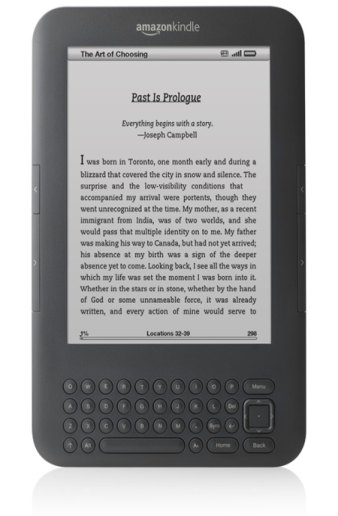 amazonkindle
The Art of Choosing
Past Is Prologue
Everything begins with a story.
—Joseph Campbell
I was born in Toronto, one month early and during a
blizzard that covered the city in snow and silence. The
surprise and the low-visibility conditions that
accompanied my arrival were portents, though they
went unrecognized at the time. My mother, as a recent
immigrant from India, was of two worlds, and she
would pass that multiple identity on to me. My father
was making his way to Canada, but had not yet arrived;
his absence at my birth was a sign of the deeper
absence yet to come. Looking back, I see all the ways in
which my life was set the moment I was born into it.
Whether in the stars or in stone, whether by the hand
of God or some unnameable force, it was already
written, and every action of mine would serve to
Locations 32-39 298
Q W E R T Y U I O P Menu
A S D F G H J K L Del
Z X C V B N M
Alt Aa Home Back